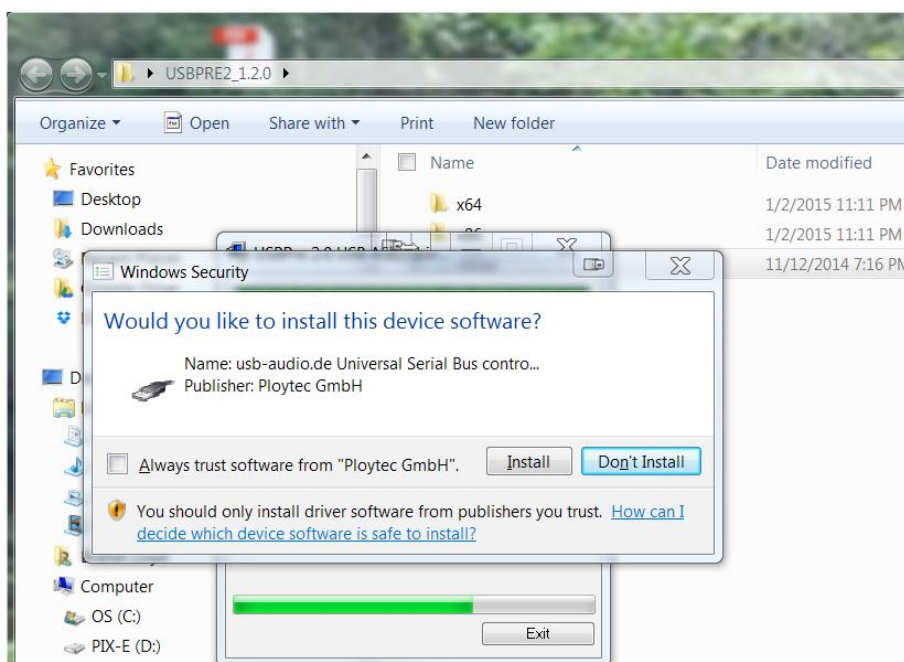 USBPRE2_1.2.0
Organize
Open
Share with
Print
New folder
Favorites
Name
Date modified
Desktop
x64
1/2/2015 11:11 PM
Downloads
1/2/2015 11:11 PM
11/12/2014 7:16 PM
Windows Security
Would you like to install this device software?
Name: usb-audio.de Universal Serial Bus contro...
Publisher: Ploytec GmbH
Always trust software from "Ploytec GmbH".
Install
Don't Install
You should only install driver software from publishers you trust. How can I
decide which device software is safe to install?
Computer
OS (C:)
Exit
PIX-E (D:)